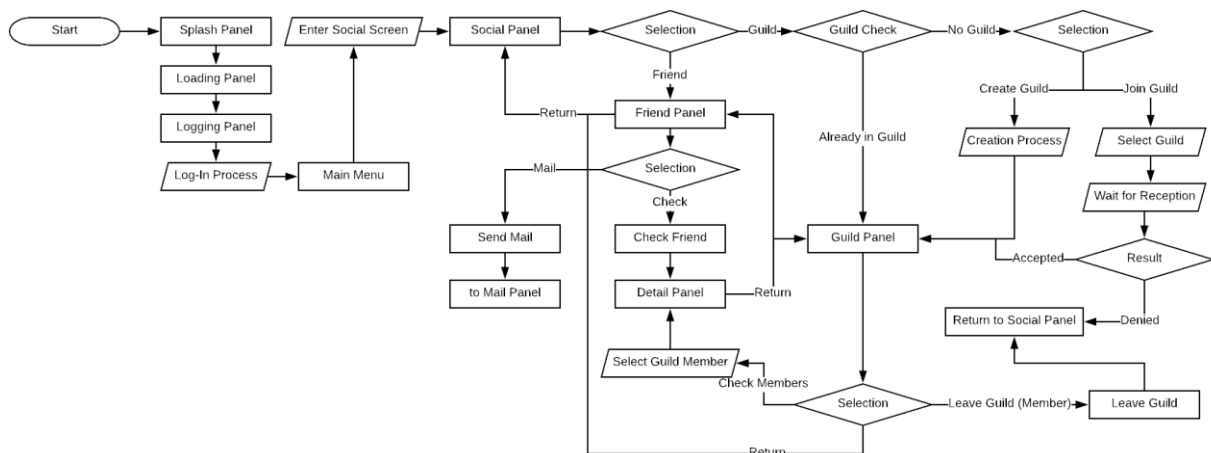 Start
Splash Panel
Enter Social Screen
Social Panel
Selection
Guild
Guild Check
No Guild
Selection
Loading Panel
Friend
Create Guild
Join Guild
Logging Panel
Return
Friend Panel
Already in Guild
Creation Process
Select Guild
Log-In Process
Main Menu
Mail
Selection
Check
Wait for Reception
Send Mail
Check Friend
Guild Panel
Accepted
Result
to Mail Panel
Detail Panel
Return
Return to Social Panel
Denied
Select Guild Member
Check Members
Selection
Leave Guild (Member)
Leave Guild
Return